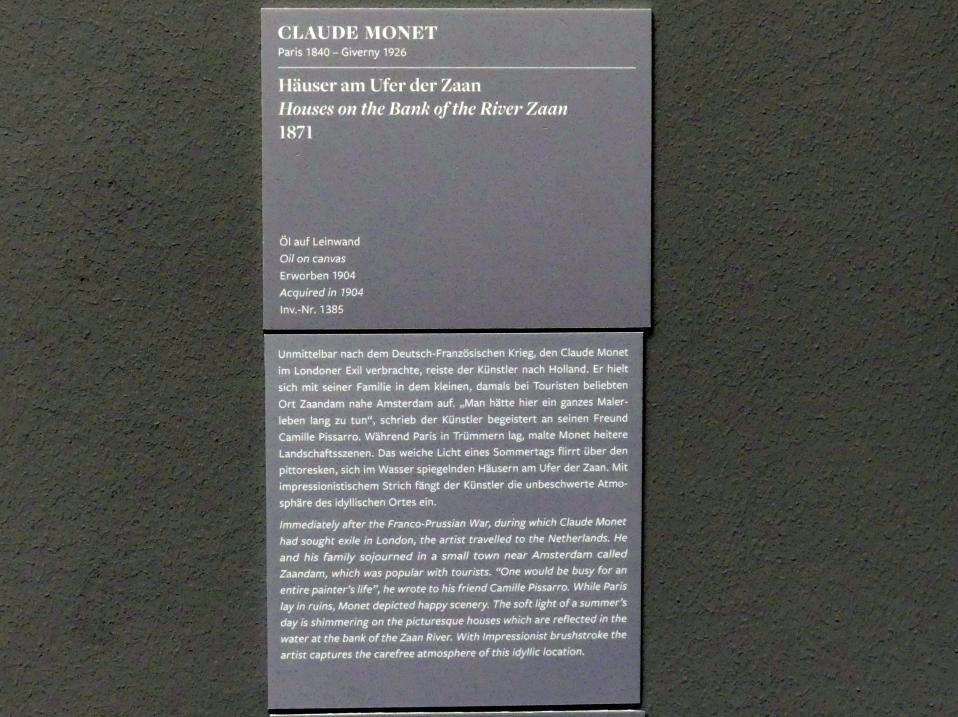 CLAUDE MONET
Paris 1840 – Giverny 1926
Häuser am Ufer der Zaan
Houses on the Bank of the River Zaan
1871
Öl auf Leinwand
Oil on canvas
Erworben 1904
Acquired in 1904
Inv.-Nr. 1385
Unmittelbar nach dem Deutsch-Französischen Krieg, den Claude Monet
im Londoner Exil verbrachte, reiste der Künstler nach Holland. Er hielt
sich mit seiner Familie in dem kleinen, damals bei Touristen beliebten
Ort Zaandam nahe Amsterdam auf. „Man hätte hier ein ganzes Maler-
leben lang zu tun“, schrieb der Künstler begeistert an seinen Freund
Camille Pissarro. Während Paris in Trümmern lag, malte Monet heitere
Landschaftsszenen. Das weiche Licht eines Sommertags flirrt über den
pittoresken, sich im Wasser spiegelnden Häusern am Ufer der Zaan. Mit
impressionistischem Strich fängt der Künstler die unbeschwerte Atmo-
sphäre des idyllischen Ortes ein.
Immediately after the Franco-Prussian War, during which Claude Monet
had sought exile in London, the artist travelled to the Netherlands. He
and his family sojourned in a small town near Amsterdam called
Zaandam, which was popular with tourists. “One would be busy for an
entire painter’s life”, he wrote to his friend Camille Pissarro. While Paris
lay in ruins, Monet depicted happy scenery. The soft light of a summer’s
day is shimmering on the picturesque houses which are reflected in the
water at the bank of the Zaan River. With Impressionist brushstroke the
artist captures the carefree atmosphere of this idyllic location.